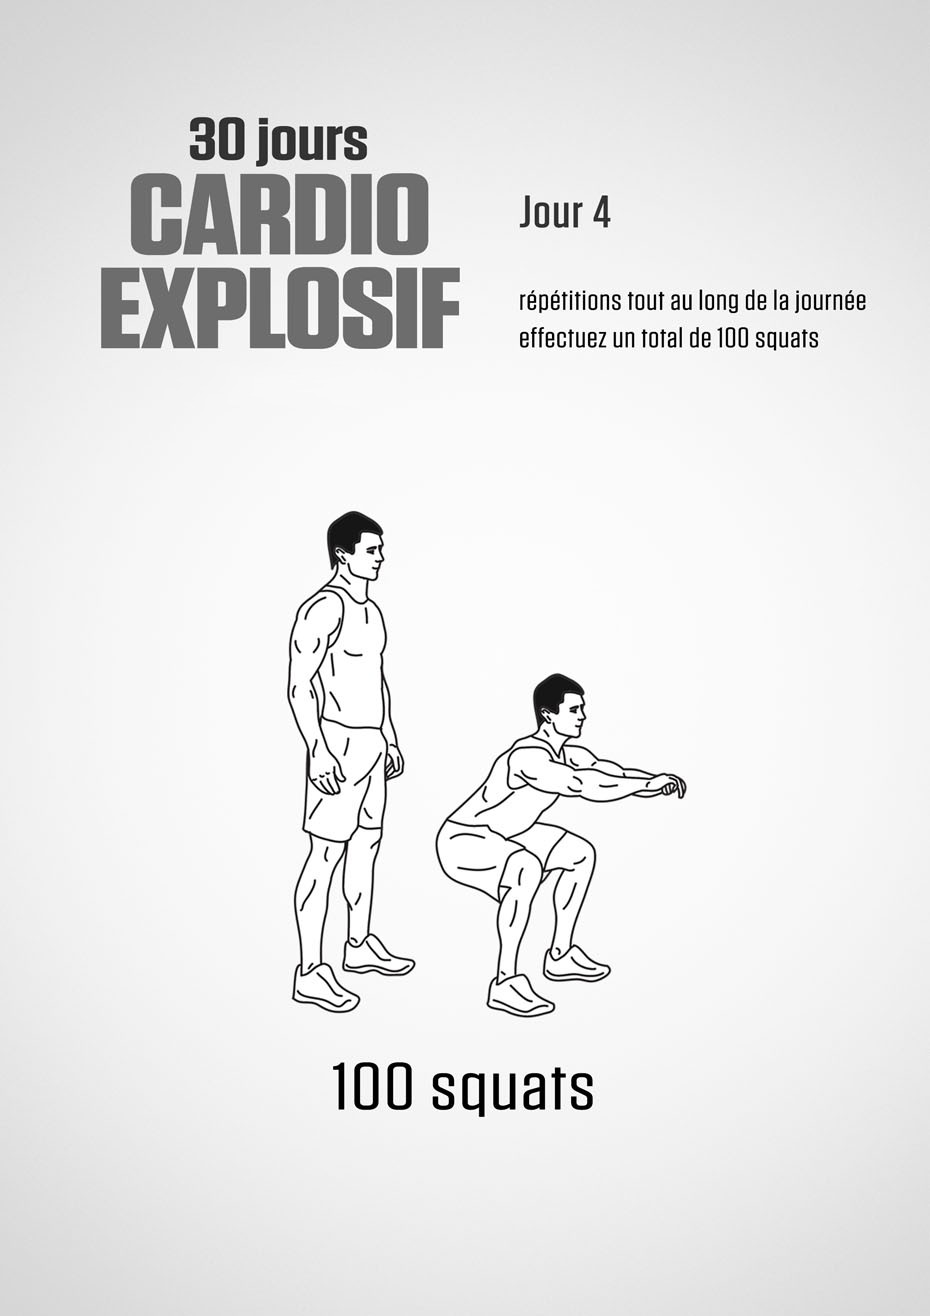 30 jours
CARDIO
EXPLOSIF
Jour 4
répétitions tout au long de la journée
effectuez un total de 100 squats
100 squats